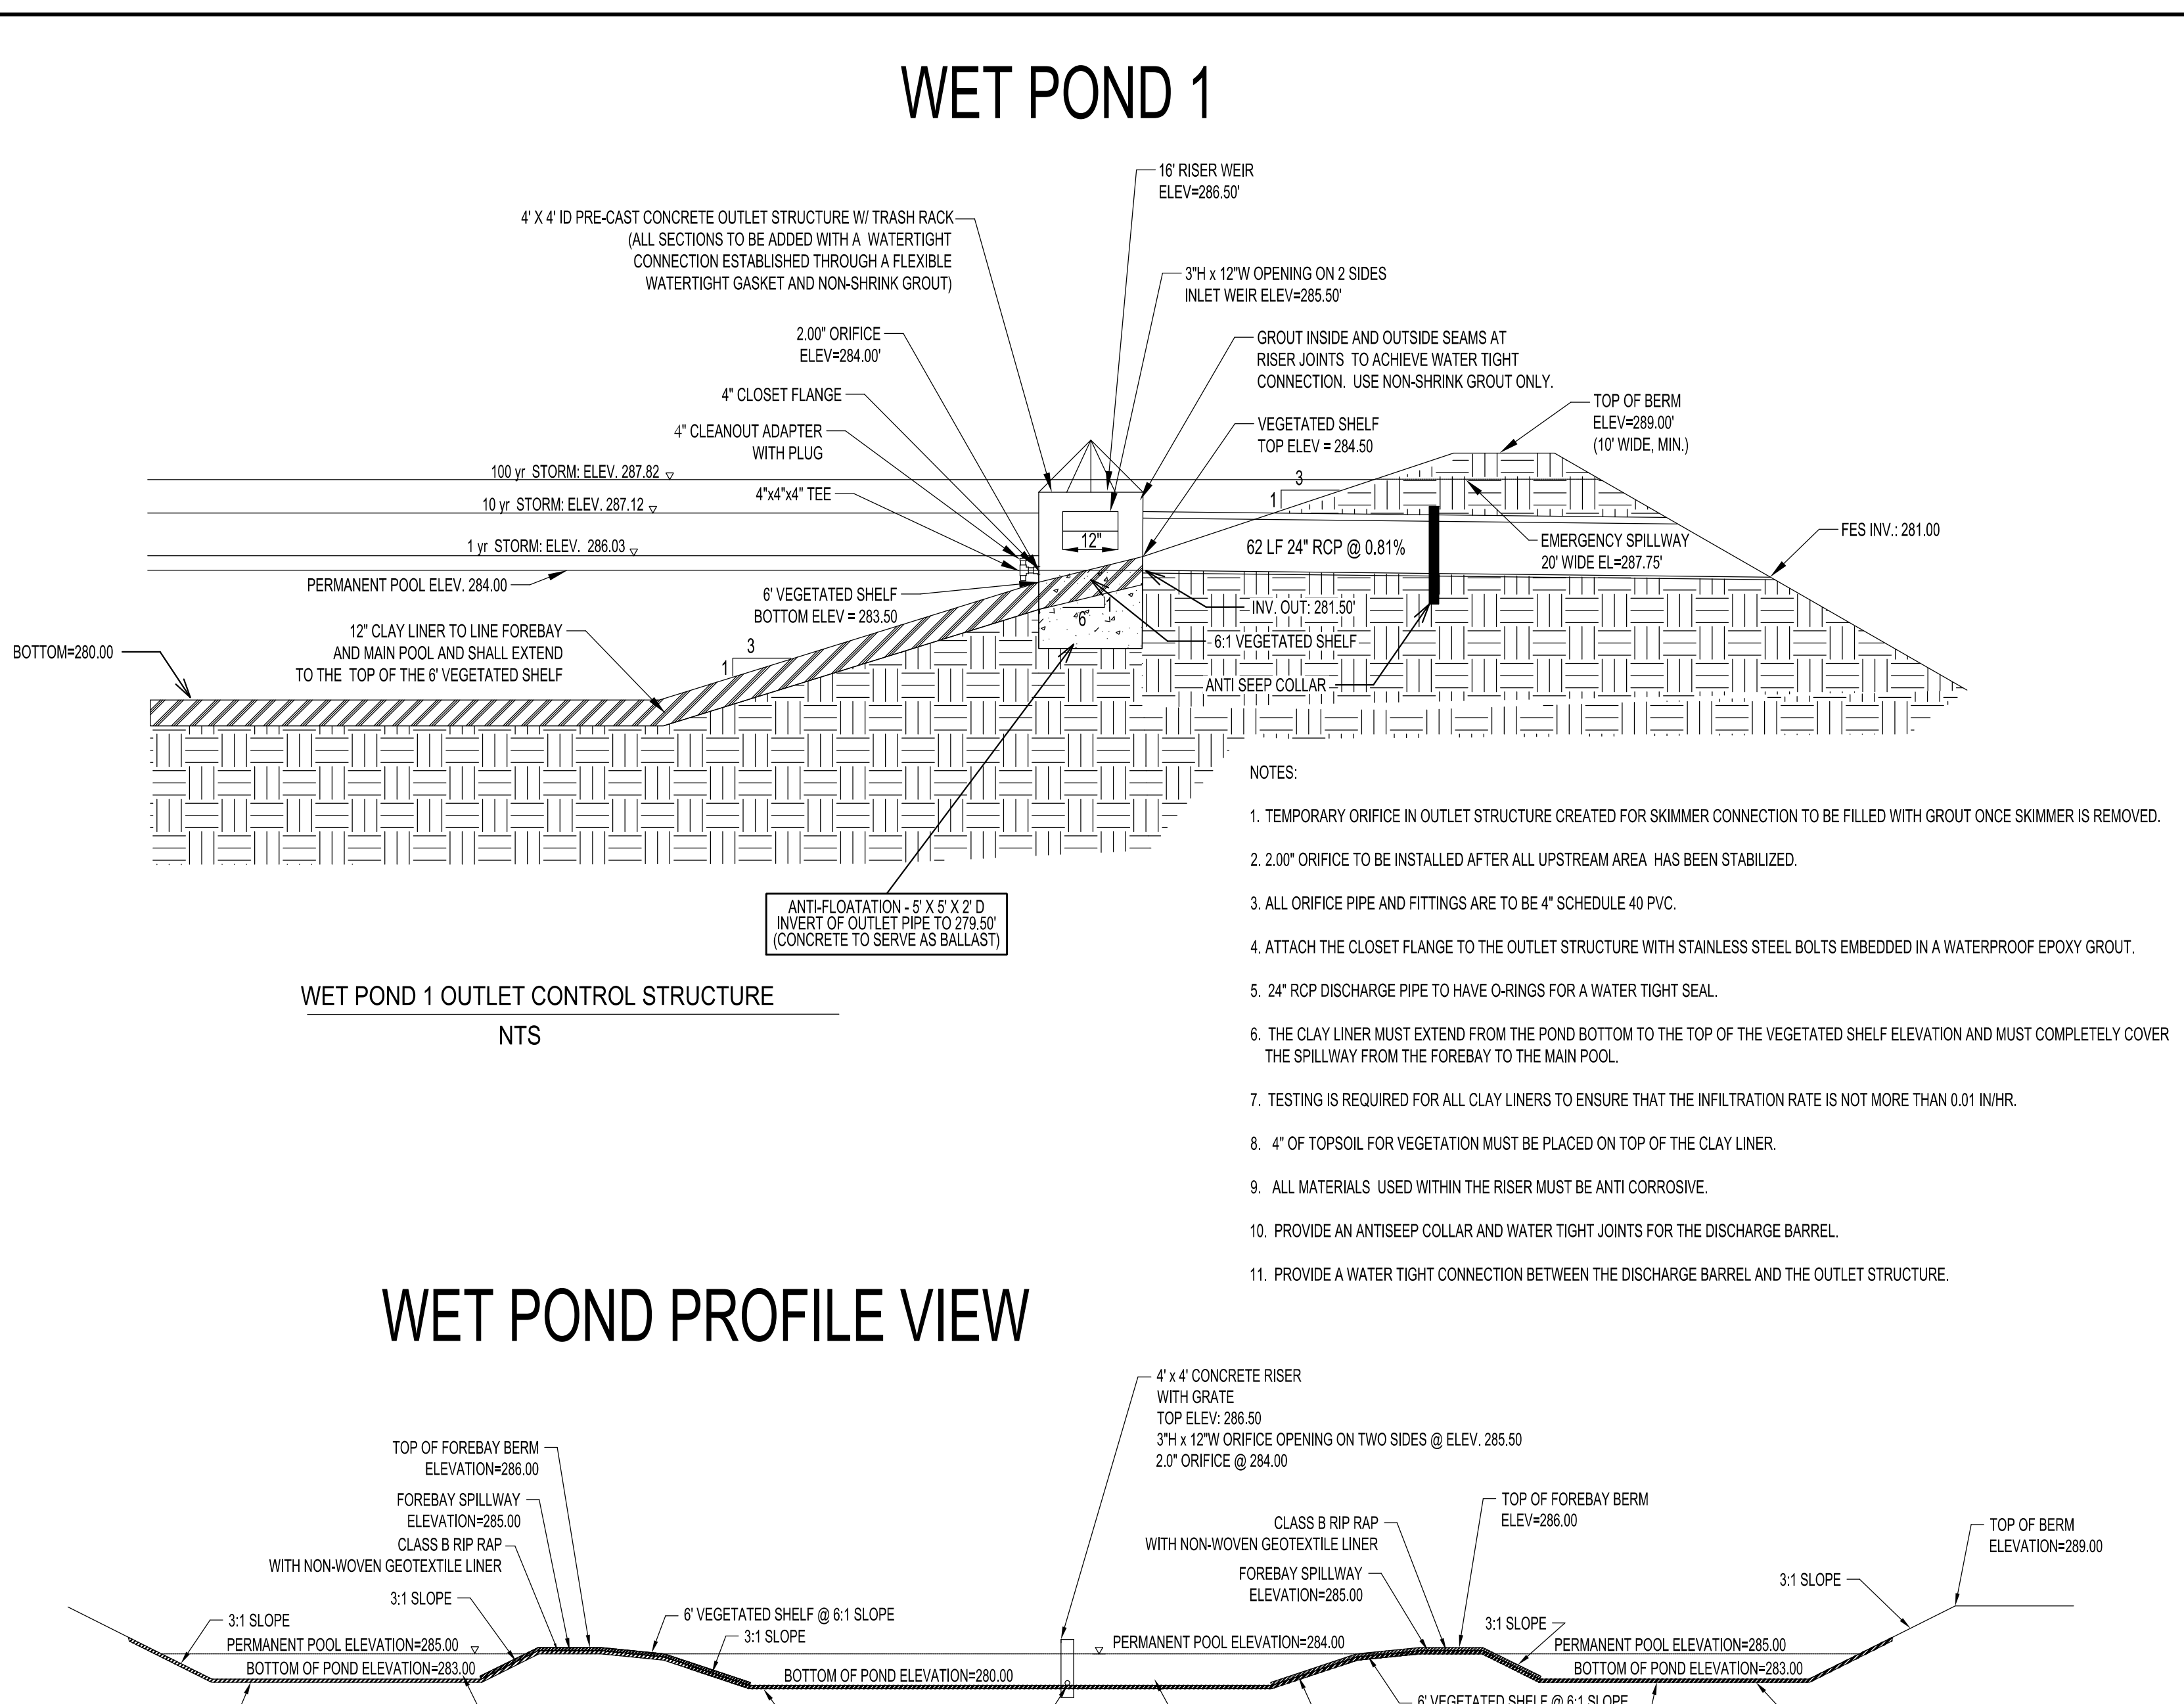 WET POND 1
16' RISER WEIR
ELEV=286.50'
4' X 4' ID PRE-CAST CONCRETE OUTLET STRUCTURE W/ TRASH RACK
(ALL SECTIONS TO BE ADDED WITH A WATERTIGHT
CONNECTION ESTABLISHED THROUGH A FLEXIBLE
WATERTIGHT GASKET AND NON-SHRINK GROUT)
3"H x 12"W OPENING ON 2 SIDES
INLET WEIR ELEV=285.50'
2.00" ORIFICE
ELEV=284.00'
GROUT INSIDE AND OUTSIDE SEAMS AT
RISER JOINTS TO ACHIEVE WATER TIGHT
CONNECTION. USE NON-SHRINK GROUT ONLY.
4" CLOSET FLANGE
TOP OF BERM
ELEV=289.00'
(10' WIDE, MIN.)
4" CLEANOUT ADAPTER
WITH PLUG
VEGETATED SHELF
TOP ELEV = 284.50
100 yr STORM: ELEV. 287.82
3
1
4"x4"x4" TEE
10 yr STORM: ELEV. 287.12
12"
62 LF 24" RCP @ 0.81%
EMERGENCY SPILLWAY
20' WIDE EL=287.75'
FES INV.: 281.00
1 yr STORM: ELEV. 286.03
PERMANENT POOL ELEV. 284.00
6' VEGETATED SHELF
BOTTOM ELEV = 283.50
1
6
INV. OUT: 281.50'
6:1 VEGETATED SHELF
12" CLAY LINER TO LINE FOREBAY
AND MAIN POOL AND SHALL EXTEND
TO THE TOP OF THE 6' VEGETATED SHELF
BOTTOM=280.00
3
1
ANTI SEEP COLLAR
ANTI-FLOATATION - 5' X 5' X 2' D
INVERT OF OUTLET PIPE TO 279.50'
(CONCRETE TO SERVE AS BALLAST)
WET POND 1 OUTLET CONTROL STRUCTURE
NTS
NOTES:
1. TEMPORARY ORIFICE IN OUTLET STRUCTURE CREATED FOR SKIMMER CONNECTION TO BE FILLED WITH GROUT ONCE SKIMMER IS REMOVED.
2. 2.00" ORIFICE TO BE INSTALLED AFTER ALL UPSTREAM AREA HAS BEEN STABILIZED.
3. ALL ORIFICE PIPE AND FITTINGS ARE TO BE 4" SCHEDULE 40 PVC.
4. ATTACH THE CLOSET FLANGE TO THE OUTLET STRUCTURE WITH STAINLESS STEEL BOLTS EMBEDDED IN A WATERPROOF EPOXY GROUT.
5. 24" RCP DISCHARGE PIPE TO HAVE O-RINGS FOR A WATER TIGHT SEAL.
6. THE CLAY LINER MUST EXTEND FROM THE POND BOTTOM TO THE TOP OF THE VEGETATED SHELF ELEVATION AND MUST COMPLETELY COVER
THE SPILLWAY FROM THE FOREBAY TO THE MAIN POOL.
7. TESTING IS REQUIRED FOR ALL CLAY LINERS TO ENSURE THAT THE INFILTRATION RATE IS NOT MORE THAN 0.01 IN/HR.
8. 4" OF TOPSOIL FOR VEGETATION MUST BE PLACED ON TOP OF THE CLAY LINER.
9. ALL MATERIALS USED WITHIN THE RISER MUST BE ANTI CORROSIVE.
10. PROVIDE AN ANTISEEP COLLAR AND WATER TIGHT JOINTS FOR THE DISCHARGE BARREL.
11. PROVIDE A WATER TIGHT CONNECTION BETWEEN THE DISCHARGE BARREL AND THE OUTLET STRUCTURE.
WET POND PROFILE VIEW
4' x 4' CONCRETE RISER
WITH GRATE
TOP ELEV: 286.50
3"H x 12"W ORIFICE OPENING ON TWO SIDES @ ELEV. 285.50
2.0" ORIFICE @ 284.00
TOP OF FOREBAY BERM
ELEVATION=286.00
FOREBAY SPILLWAY
ELEVATION=285.00
CLASS B RIP RAP
WITH NON-WOVEN GEOTEXTILE LINER
3:1 SLOPE
3:1 SLOPE
6' VEGETATED SHELF @ 6:1 SLOPE
3:1 SLOPE
PERMANENT POOL ELEVATION=285.00
BOTTOM OF POND ELEVATION=283.00
BOTTOM OF POND ELEVATION=280.00
PERMANENT POOL ELEVATION=284.00
TOP OF FOREBAY BERM
ELEV=286.00
CLASS B RIP RAP
WITH NON-WOVEN GEOTEXTILE LINER
FOREBAY SPILLWAY
ELEVATION=285.00
TOP OF BERM
ELEVATION=289.00
3:1 SLOPE
3:1 SLOPE
PERMANENT POOL ELEVATION=285.00
BOTTOM OF POND ELEVATION=283.00
6' VEGETATED SHELF @ 6:1 SLOPE